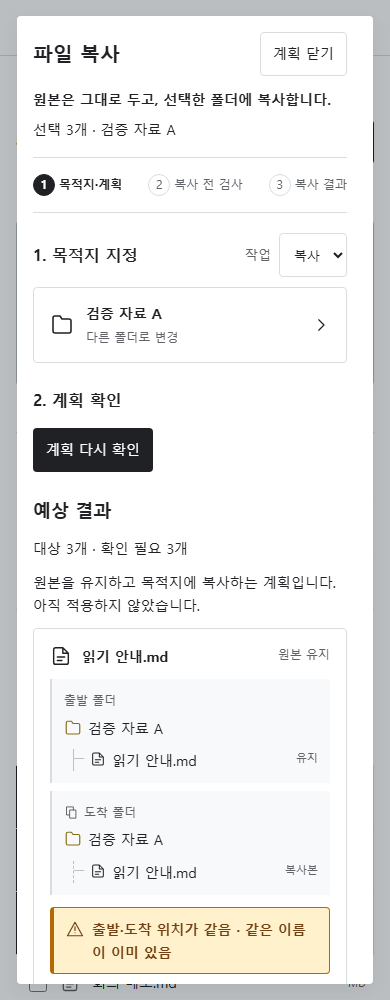 파일 복사
계획 닫기
원본은 그대로 두고, 선택한 폴더에 복사합니다.
선택 3개 · 검증 자료 A
1 목적지·계획
2 복사 전 검사
3 복사 결과
1. 목적지 지정
작업
복사
검증 자료 A
다른 폴더로 변경
2. 계획 확인
계획 다시 확인
예상 결과
대상 3개 · 확인 필요 3개
원본을 유지하고 목적지에 복사하는 계획입니다.
아직 적용하지 않았습니다.
읽기 안내.md
원본 유지
출발 폴더
검증 자료 A
읽기 안내.md
유지
도착 폴더
검증 자료 A
읽기 안내.md
복사본
출발·도착 위치가 같음 · 같은 이름
이 이미 있음